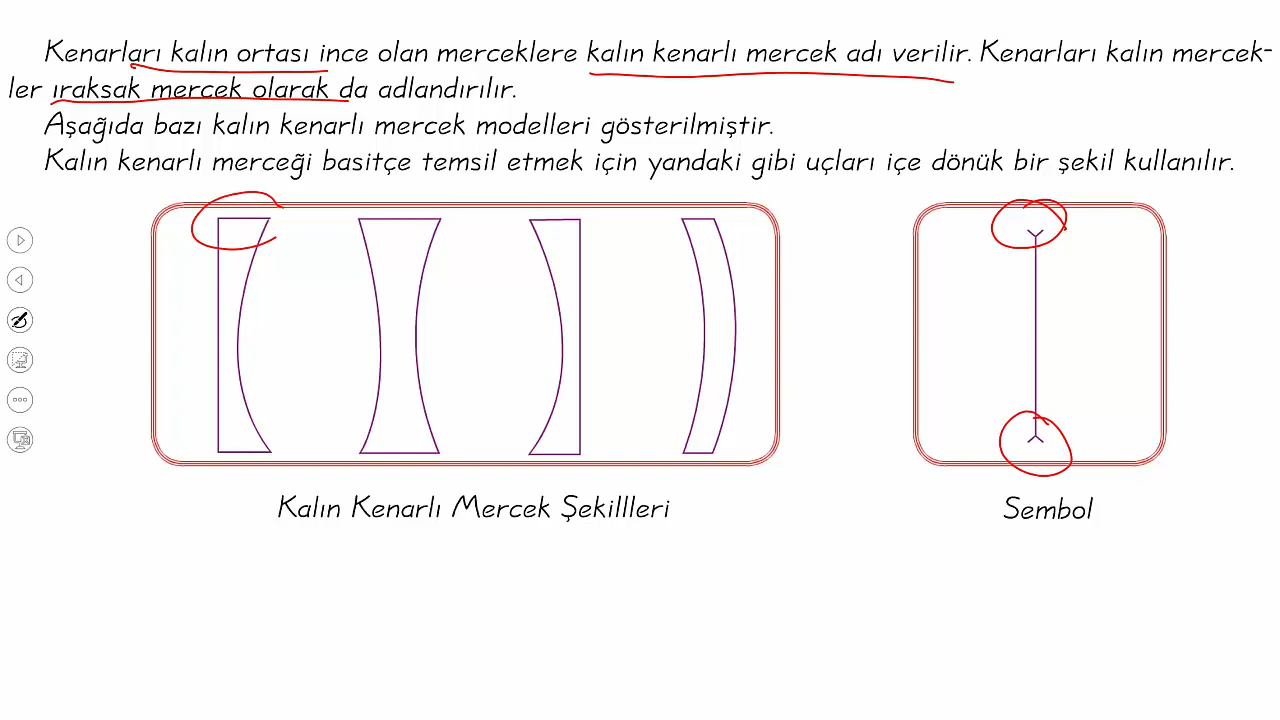 Kenarları kalın ortası ince olan merceklere kalın kenarlı mercek adı verilir. Kenarları kalın mercek-
ler ıraksak mercek olarak da adlandırılır.
Aşağıda bazı kalın kenarlı mercek modelleri gösterilmiştir.
Kalın kenarlı merceği basitçe temsil etmek için yandaki gibi uçları içe dönük bir şekil kullanılır.
Kalın Kenarlı Mercek Şekillleri
Sembol